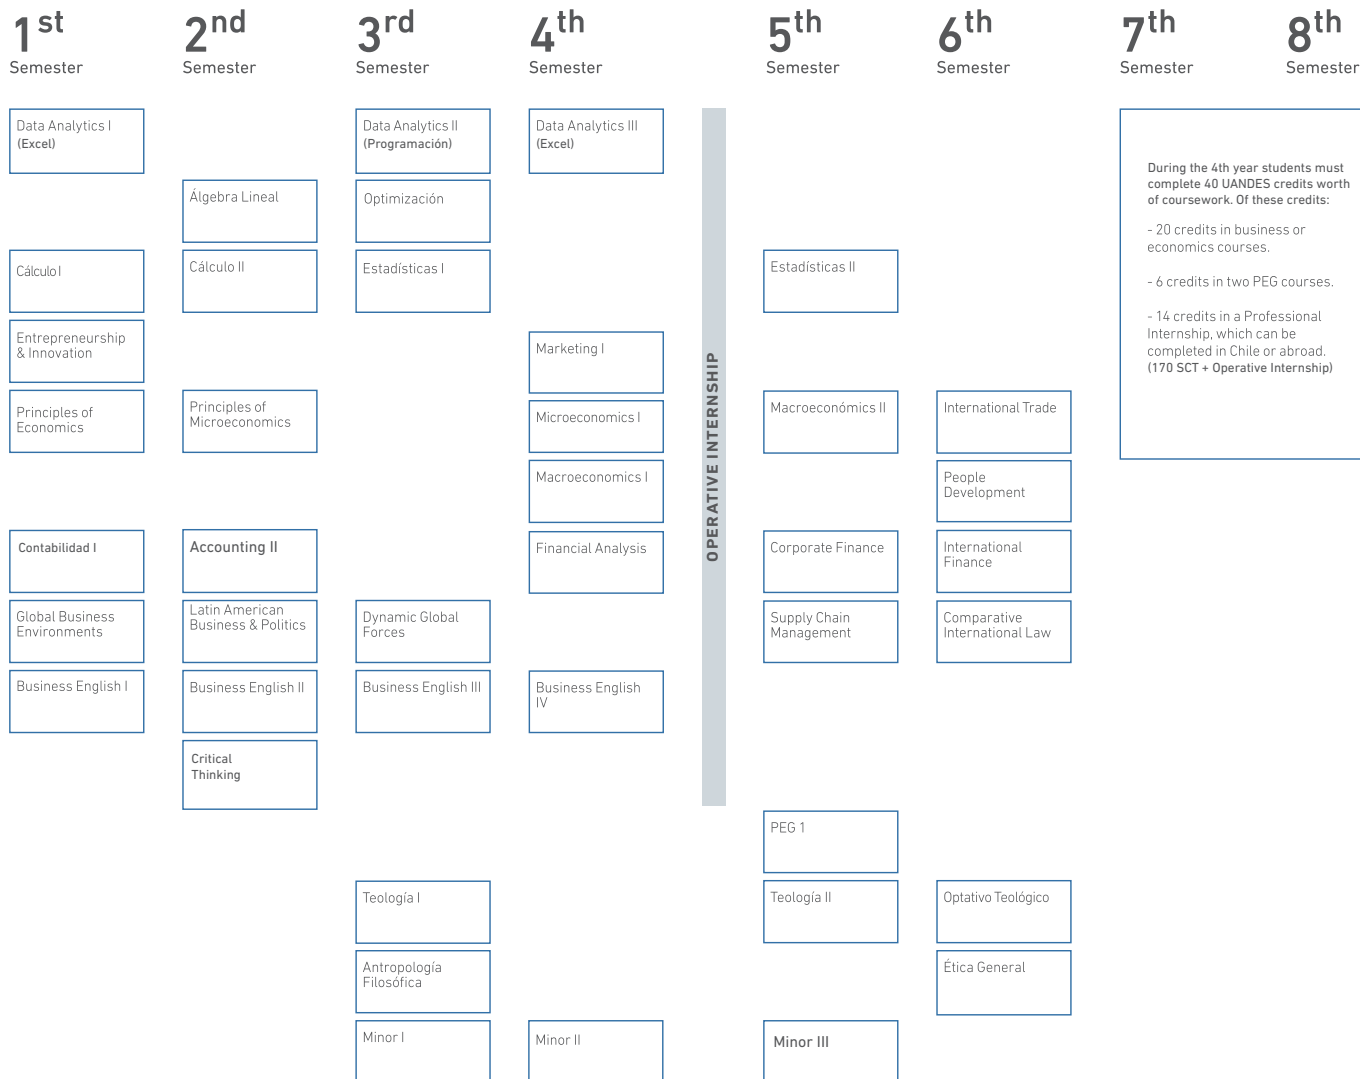 1st
Semester
2nd
Semester
3rd
Semester
4th
Semester
5th
Semester
6th
Semester
7th
Semester
8th
Semester
Data Analytics I
(Excel)
Cálculo I
Entrepreneurship
& Innovation
Principles of
Economics
Contabilidad I
Global Business
Environments
Business English I
Álgebra Lineal
Cálculo II
Principles of
Microeconomics
Accounting II
Latin American
Business & Politics
Business English II
Critical
Thinking
Data Analytics II
(Programación)
Optimización
Estadísticas I
Dynamic Global
Forces
Business English III
Teología I
Antropología
Filosófica
Minor I
Data Analytics III
(Excel)
Marketing I
Microeconomics I
Macroeconomics I
Financial Analysis
Business English
IV
Minor II
OPERATIVE INTERNSHIP
Estadísticas II
Macroeconómics II
Corporate Finance
Supply Chain
Management
PEG 1
Teología II
Minor III
International Trade
People
Development
International
Finance
Comparative
International Law
Optativo Teológico
Ética General
During the 4th year students must
complete 40 UANDES credits worth
of coursework. Of these credits:
- 20 credits in business or
economics courses.
- 6 credits in two PEG courses.
- 14 credits in a Professional
Internship, which can be
completed in Chile or abroad.
(170 SCT + Operative Internship)